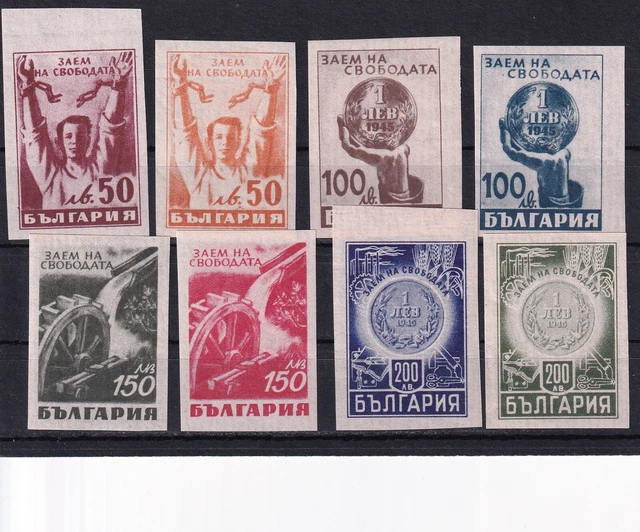 ЗАЕМ
НА СВОБОДАТА
лв. 50
БЪЛГАРИЯ
ЗАЕМ
НА СВОБОДАТА
лв. 50
БЪЛГАРИЯ
ЗАЕМ НА
СВОБОДАТА
1
ЛЕВ
1945
100 лв.
ЗАЕМ НА
СВОБОДАТА
1
ЛЕВ
1945
100 лв.
БЪЛГАРИЯ
ЗАЕМ НА
СВОБОДАТА
лв
150
БЪЛГАРИЯ
ЗАЕМ НА
СВОБОДАТА
лв
150
БЪЛГАРИЯ
ЗАЕМ НА СВОБОДАТА
1
ЛЕВ
1945
200
ЛВ
БЪЛГАРИЯ
ЗАЕМ НА СВОБОДАТА
1
ЛЕВ
1945
200
ЛВ
БЪЛГАРИЯ